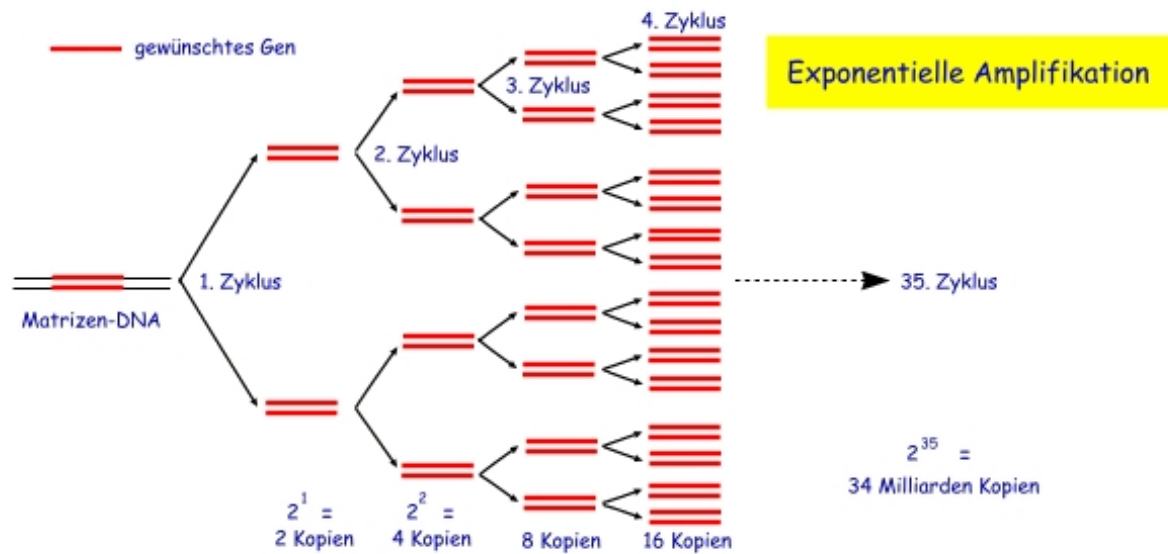 gewünschtes Gen
4. Zyklus
Exponentielle Amplifikation
3. Zyklus
2. Zyklus
1. Zyklus
35. Zyklus
Matrizen-DNA
2^1 =
2 Kopien
2^2 =
4 Kopien
8 Kopien
16 Kopien
2^35 =
34 Milliarden Kopien